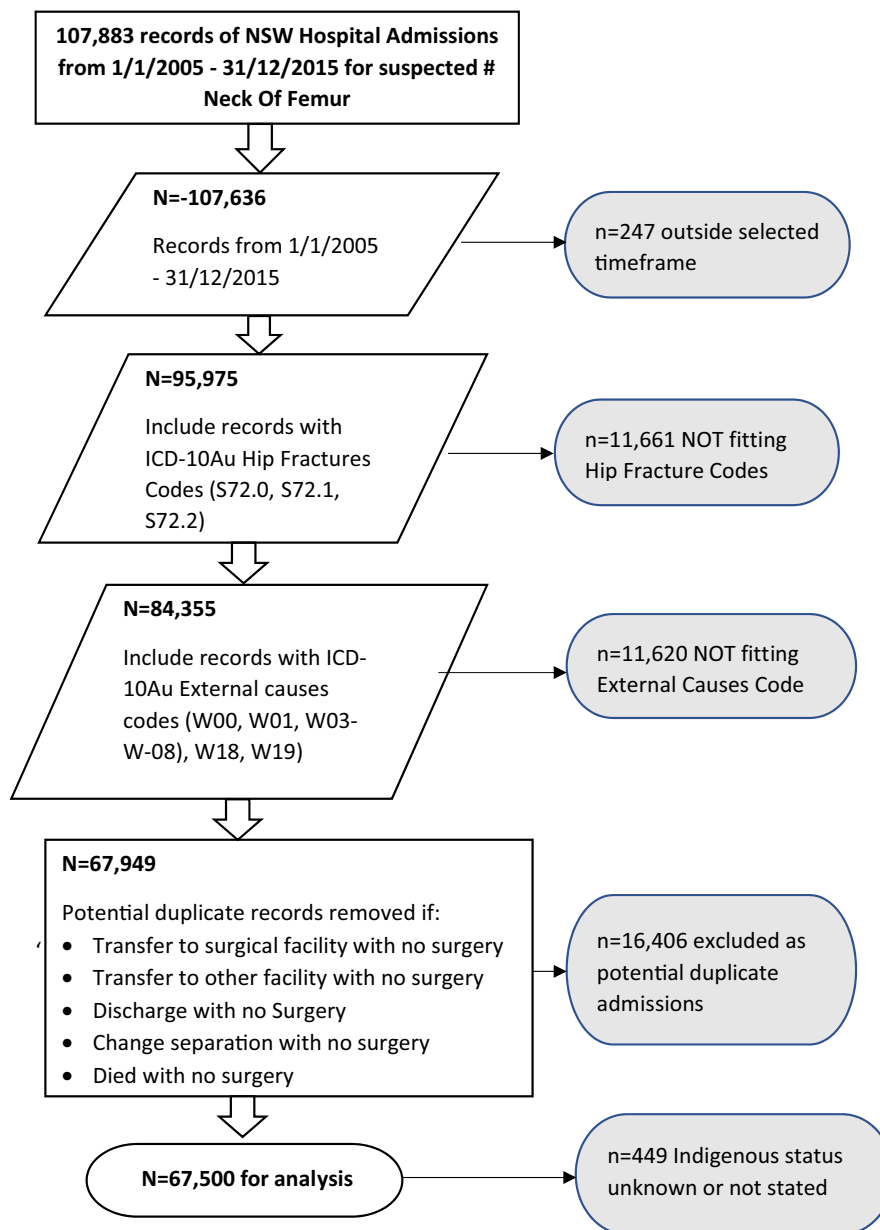 107,883 records of NSW Hospital Admissions
from 1/1/2005 - 31/12/2015 for suspected #
Neck Of Femur
N=-107,636
Records from 1/1/2005
- 31/12/2015
n=247 outside selected
timeframe
N=95,975
Include records with
ICD-10Au Hip Fractures
Codes (S72.0, S72.1,
S72.2)
n=11,661 NOT fitting
Hip Fracture Codes
N=84,355
Include records with ICD-
10Au External causes
codes (W00, W01, W03-
W-08), W18, W19)
n=11,620 NOT fitting
External Causes Code
N=67,949
Potential duplicate records removed if:
• Transfer to surgical facility with no surgery
• Transfer to other facility with no surgery
• Discharge with no Surgery
• Change separation with no surgery
• Died with no surgery
n=16,406 excluded as
potential duplicate
admissions
N=67,500 for analysis
n=449 Indigenous status
unknown or not stated